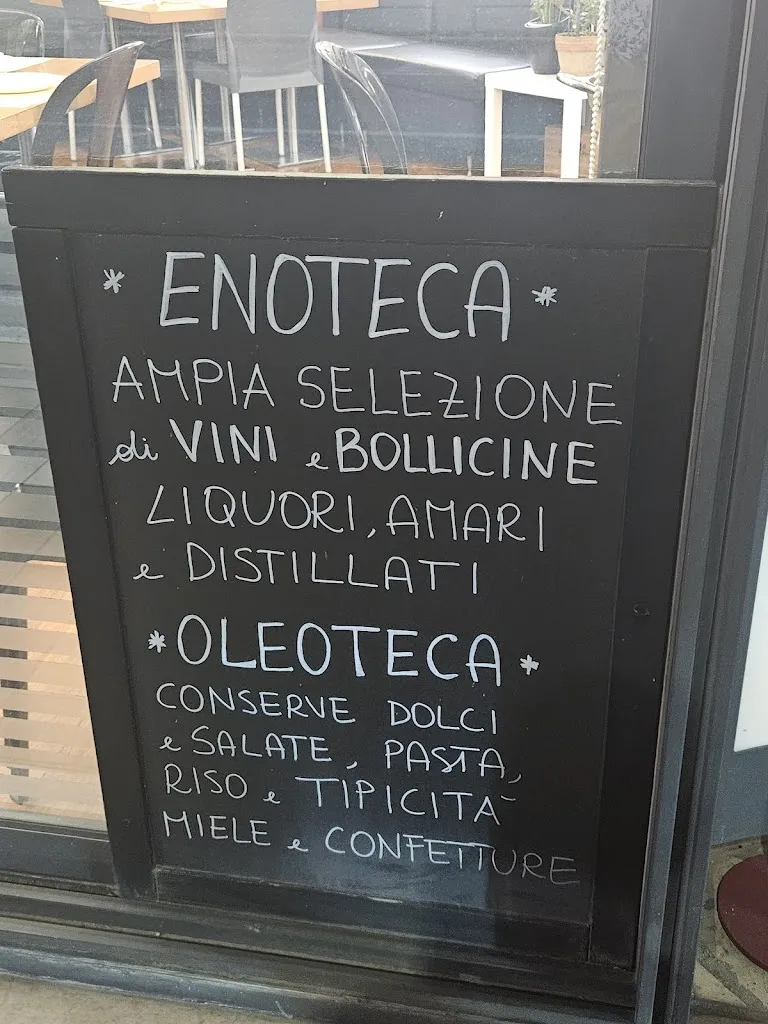 * ENOTECA *
AMPIA SELEZIONE
di VINI e BOLLICINE
LIQUORI, AMARI
e DISTILLATI
* OLEOTECA *
CONSERVE DOLCI
e SALATE, PASTA,
RISO e TIPICITÀ
MIELE e CONFETTURE